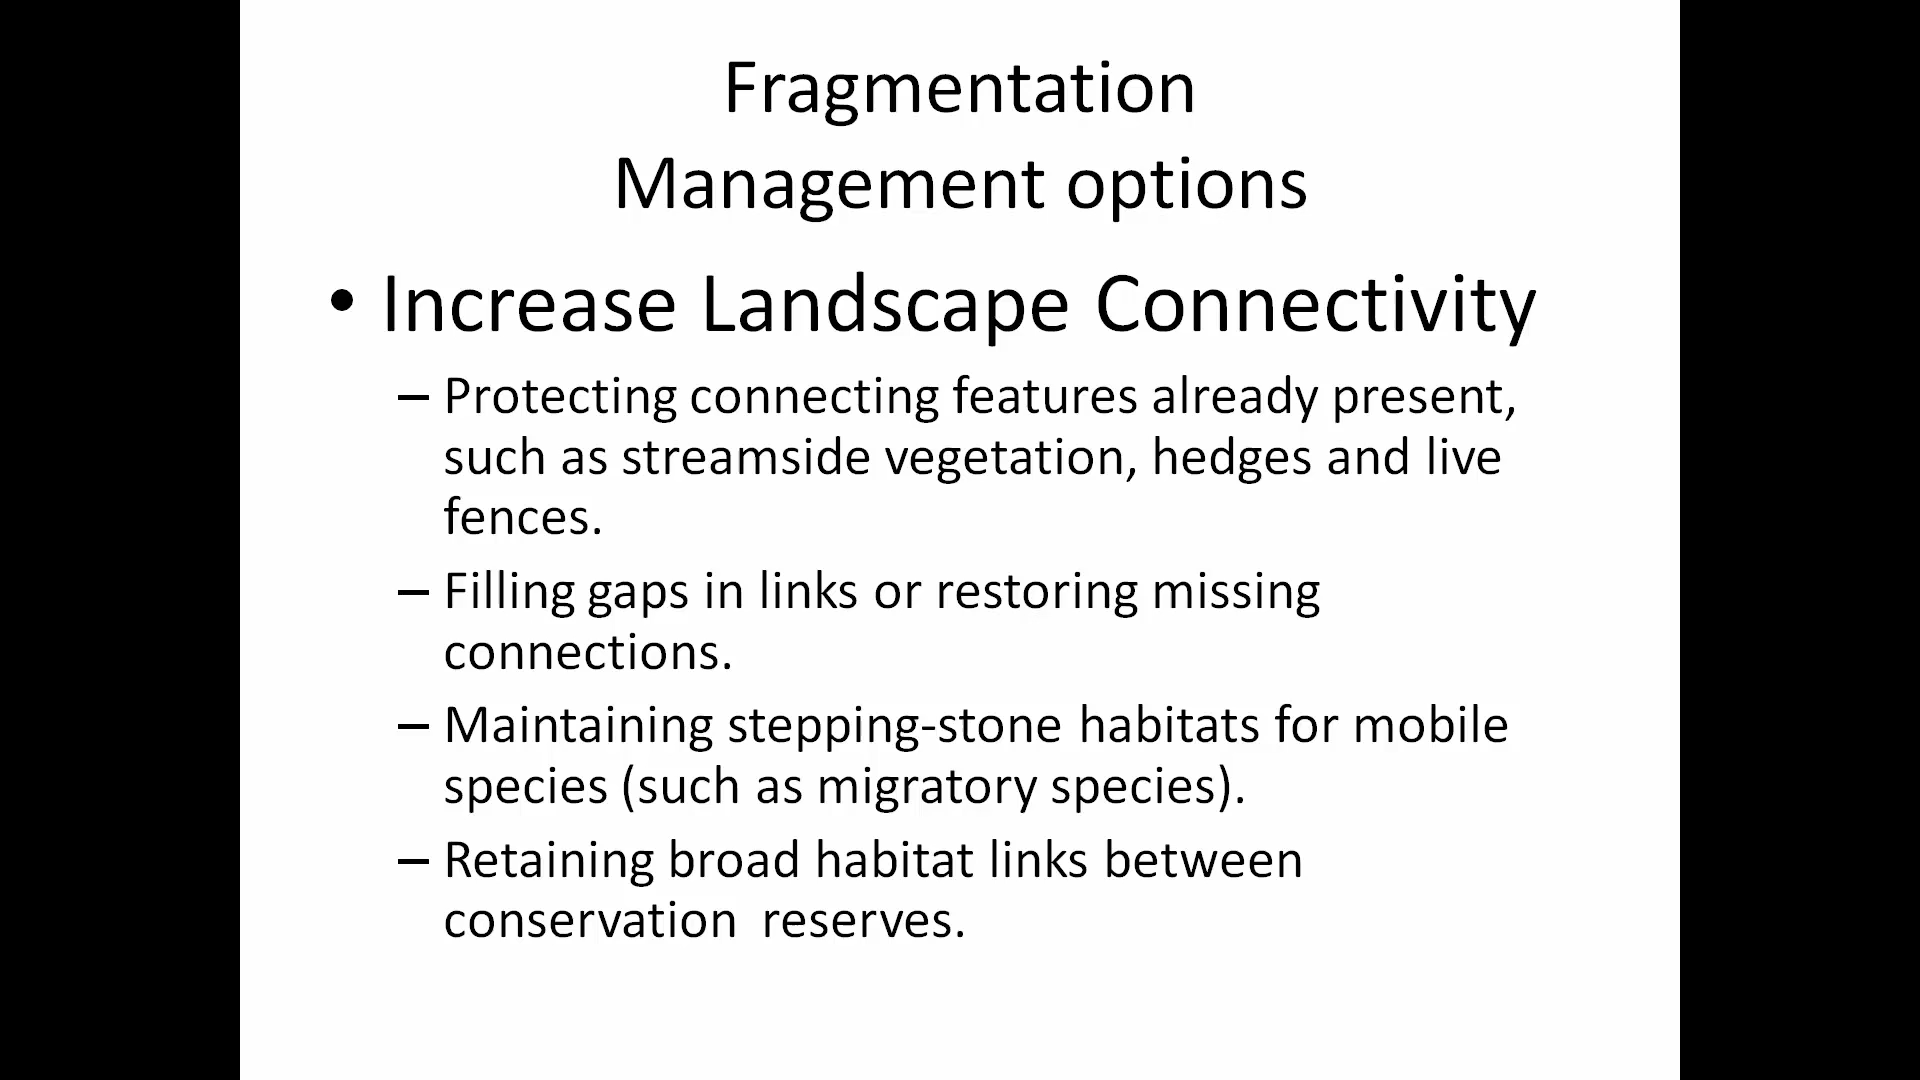 Fragmentation
Management options
• Increase Landscape Connectivity
– Protecting connecting features already present,
such as streamside vegetation, hedges and live
fences.
– Filling gaps in links or restoring missing
connections.
– Maintaining stepping-stone habitats for mobile
species (such as migratory species).
– Retaining broad habitat links between
conservation  reserves.